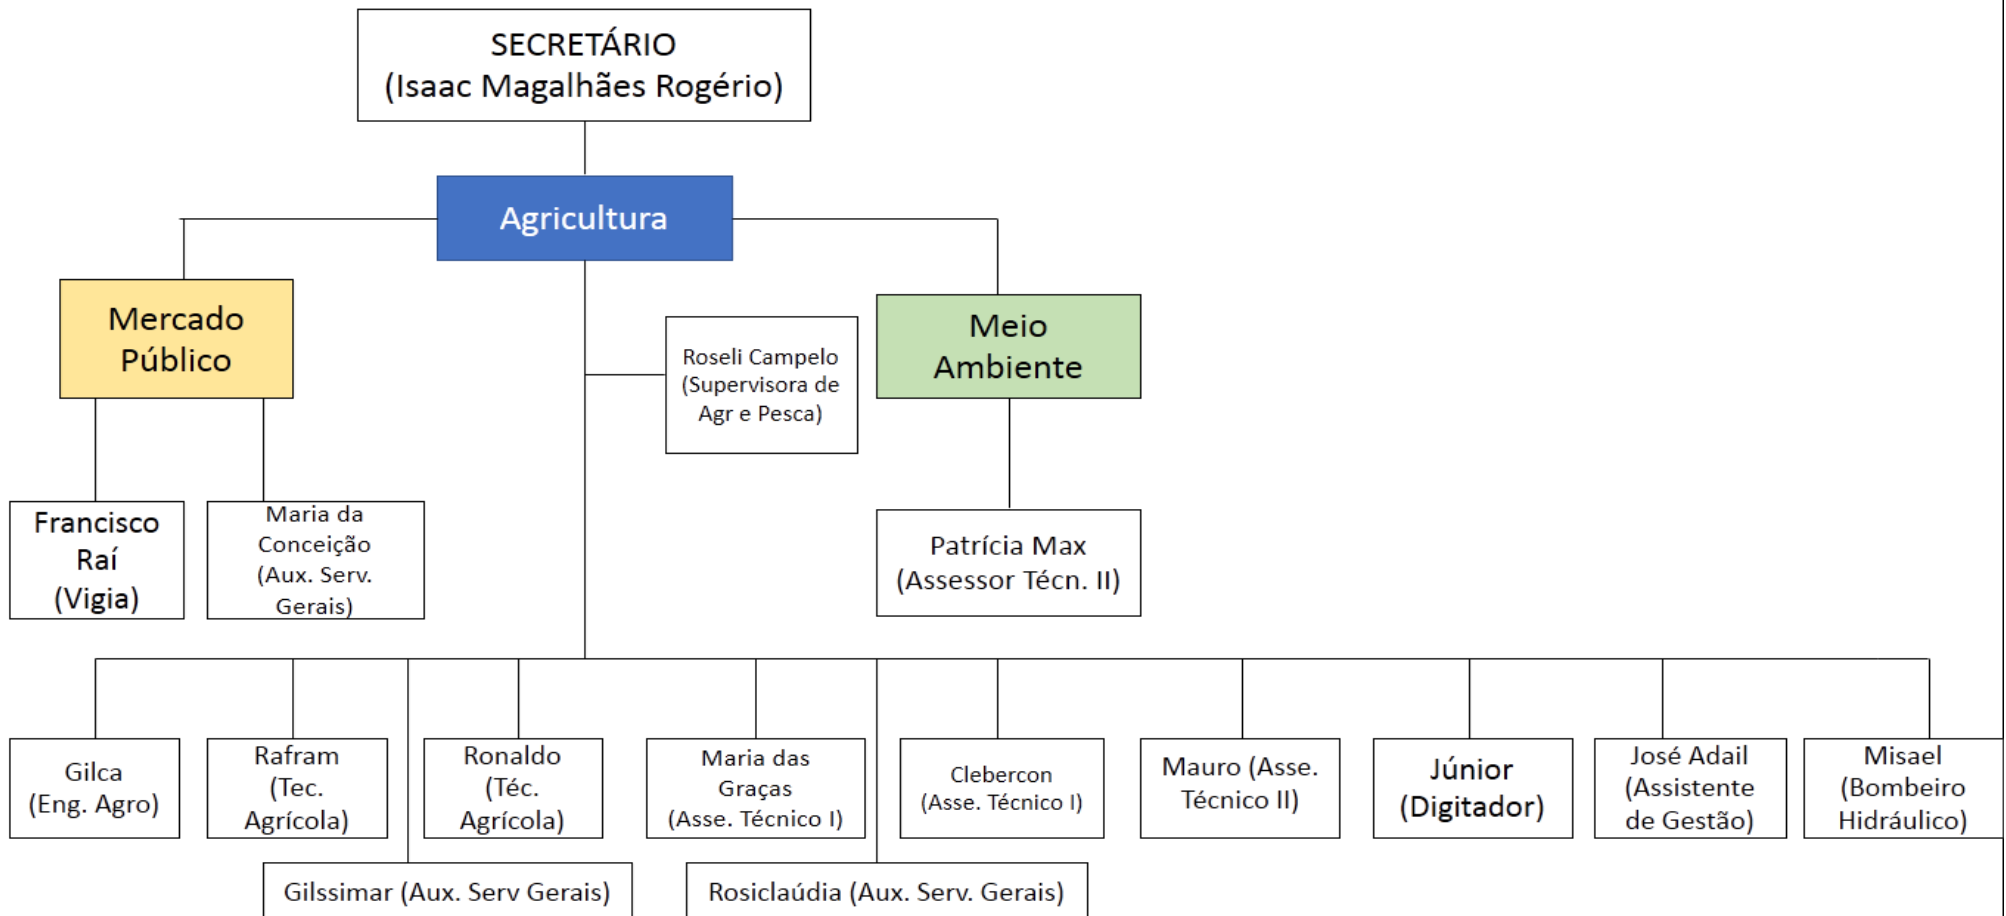 SECRETÁRIO
(Isaac Magalhães Rogério)
Agricultura
Mercado
Público
Roseli Campelo
(Supervisora de
Agr e Pesca)
Meio
Ambiente
Francisco
Raí
(Vigia)
Maria da
Conceição
(Aux. Serv.
Gerais)
Patrícia Max
(Assessor Técn. II)
Gilca
(Eng. Agro)
Rafram
(Tec.
Agrícola)
Ronaldo
(Téc.
Agrícola)
Maria das
Graças
(Asse. Técnico I)
Clebercon
(Asse. Técnico I)
Mauro (Asse.
Técnico II)
Júnior
(Digitador)
José Adail
(Assistente
de Gestão)
Misael
(Bombeiro
Hidráulico)
Gilssimar (Aux. Serv Gerais)
Rosiclaúdia (Aux. Serv. Gerais)